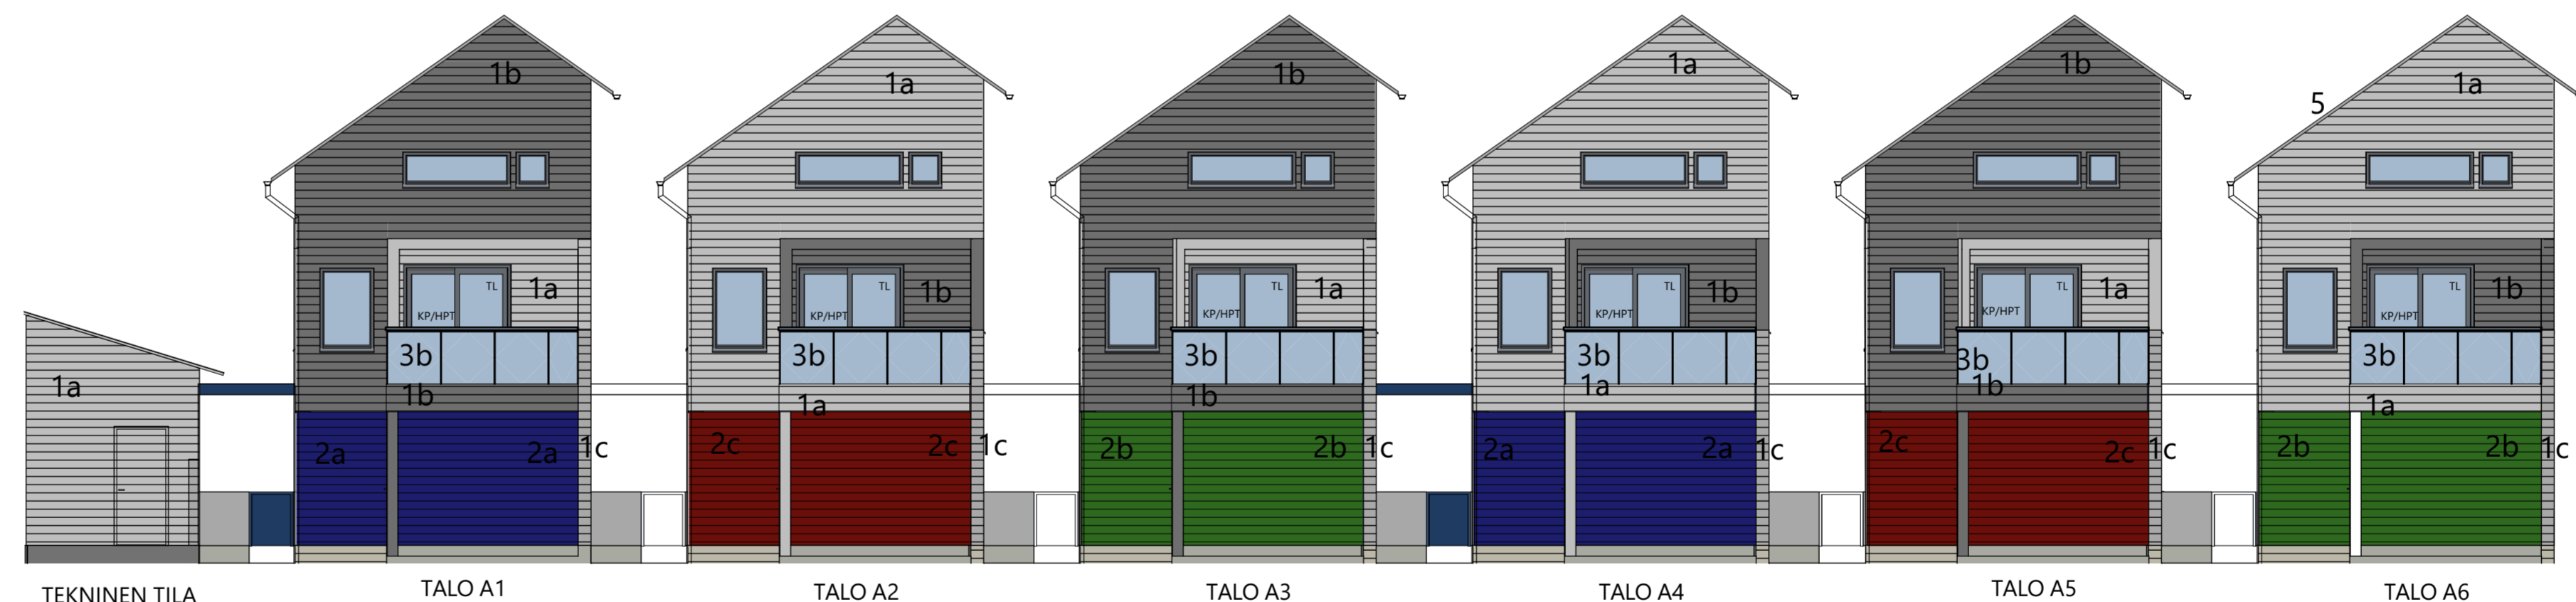 1b
1a
1b
1a
1b
1a
5
TL
1a
KP/HPT
TL
1b
KP/HPT
TL
1a
KP/HPT
TL
1b
KP/HPT
TL
1a
KP/HPT
TL
1b
KP/HPT
1a
3b
1b
3b
1a
3b
1b
3b
1a
3b
1b
3b
1a
2a
2a
1c
2c
2c
1c
2b
2b
1c
2a
2a
1c
2c
2c
1c
2b
2b
1c
TEKNINEN TILA
TALO A1
TALO A2
TALO A3
TALO A4
TALO A5
TALO A6